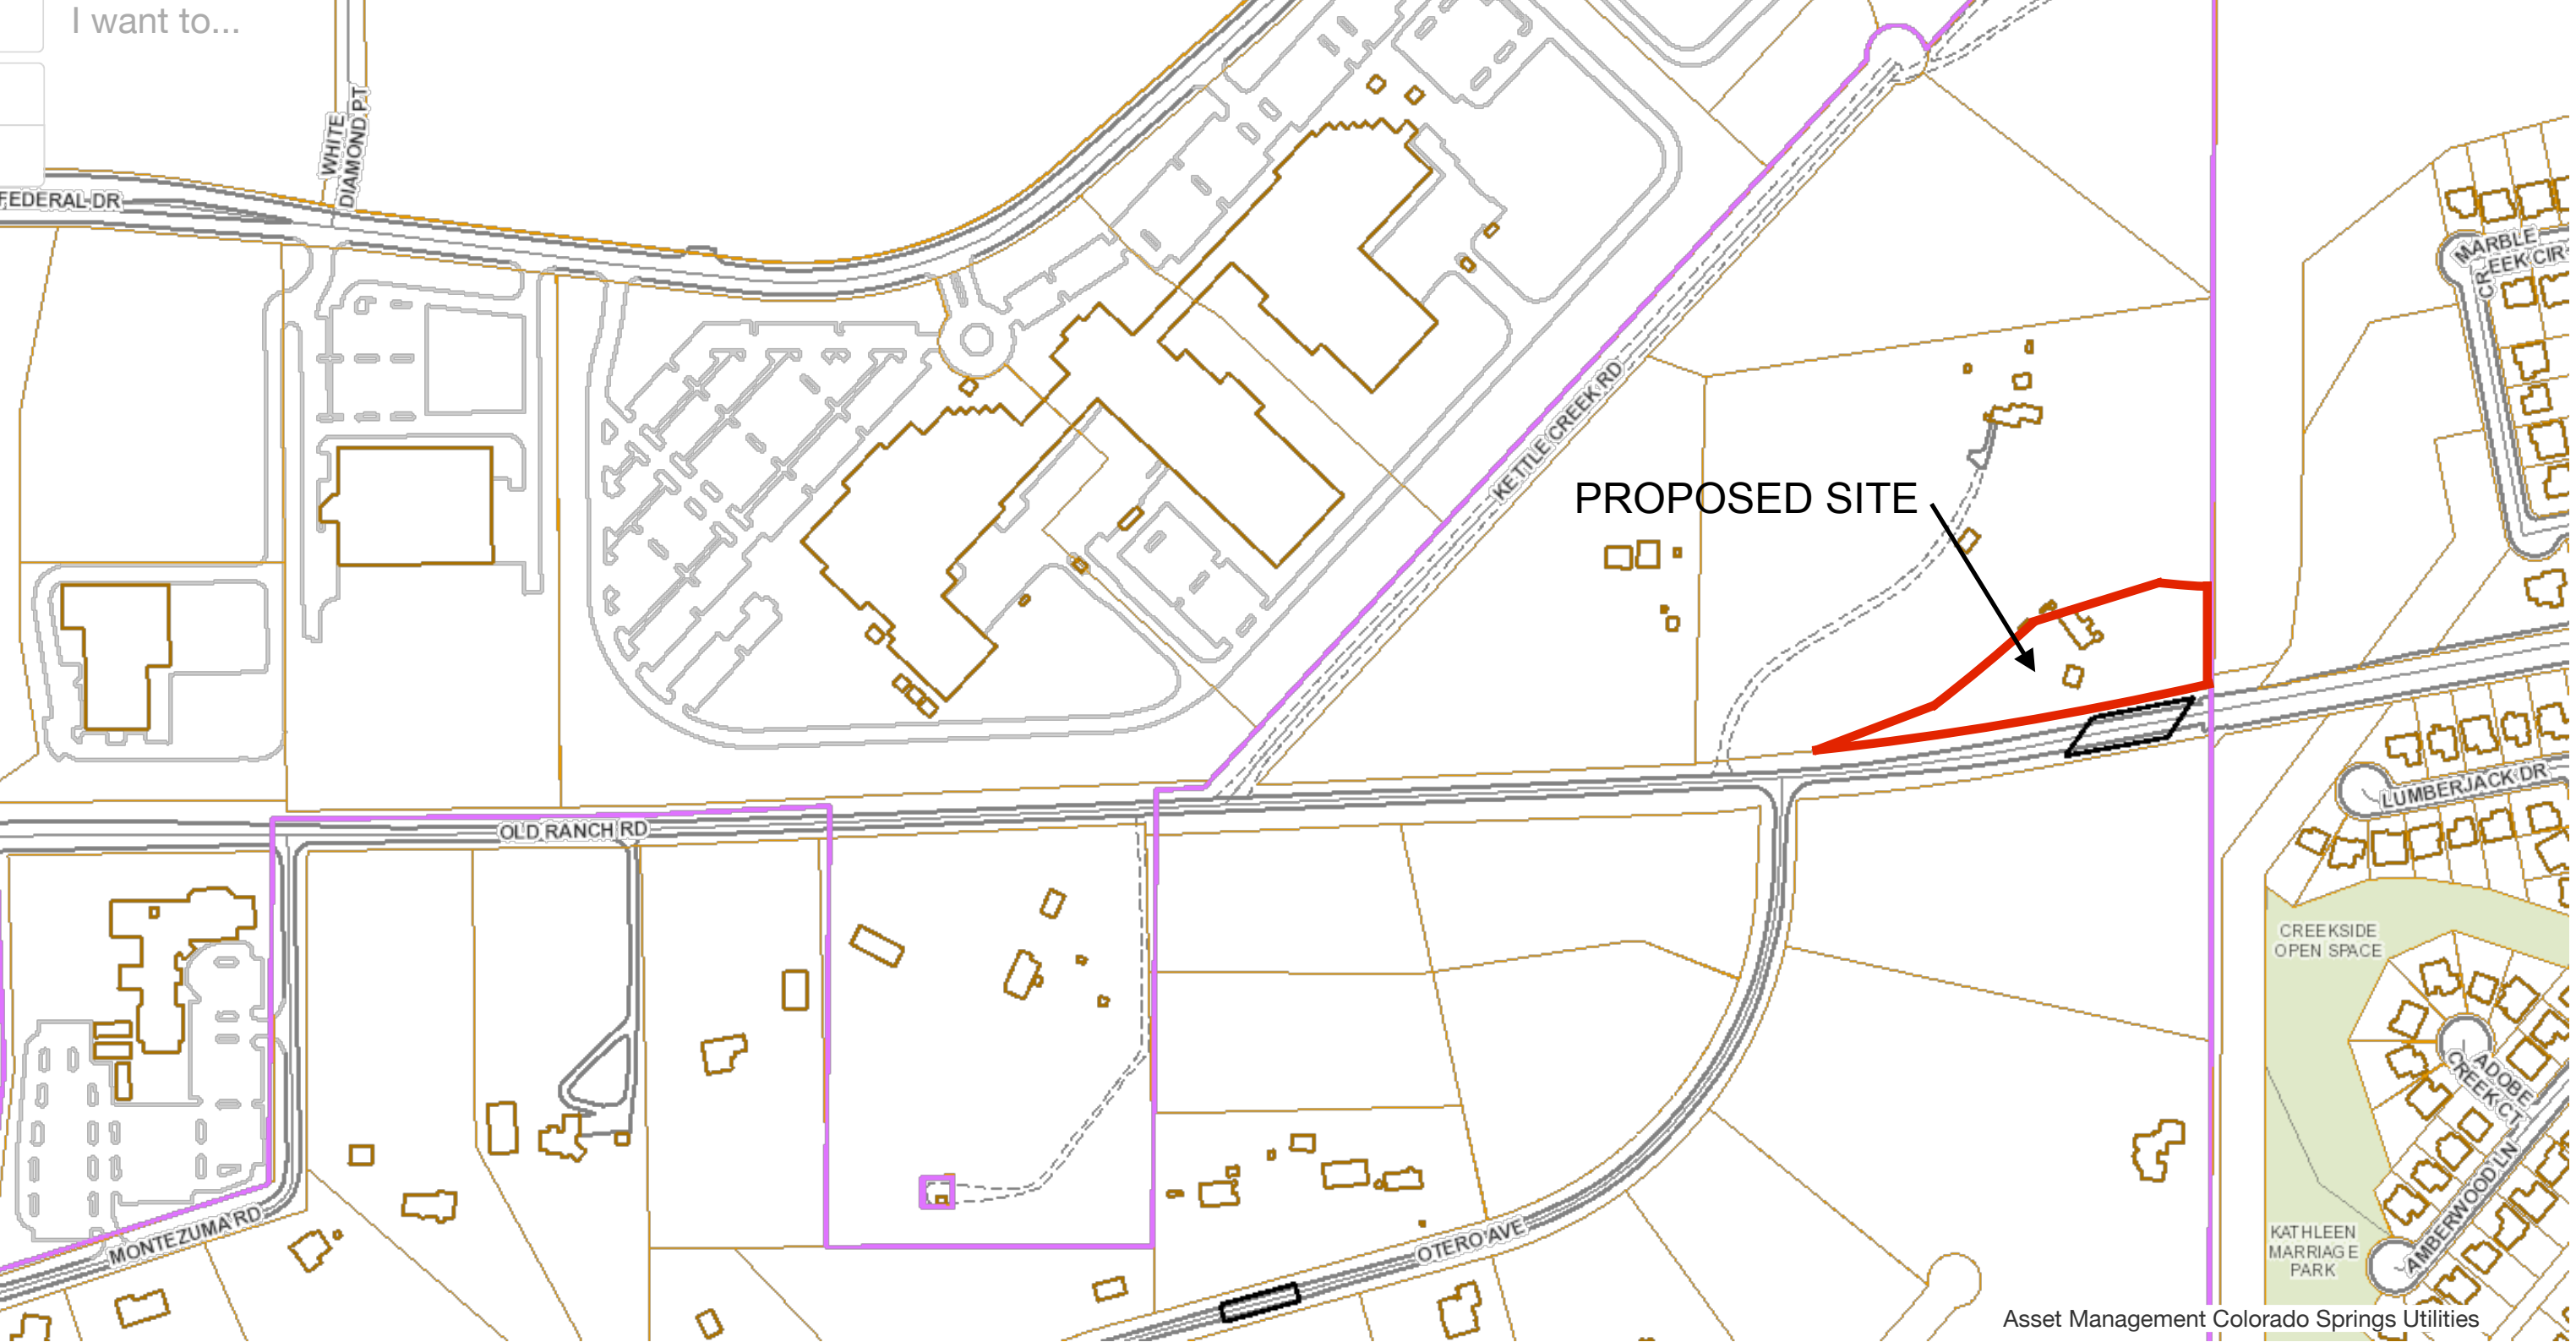 I want to...
WHITE
DIAMOND PT
FEDERAL DR
MARBLE
CREEK CIR
KETTLE CREEK RD
PROPOSED SITE
LUMBERJACK DR
OLD RANCH RD
CREEKSIDE
OPEN SPACE
ADOBE
CREEK CT
MONTEZUMA RD
OTERO AVE
KATHLEEN
MARRIAGE
PARK
AMBERWOOD LN
Asset Management Colorado Springs Utilities